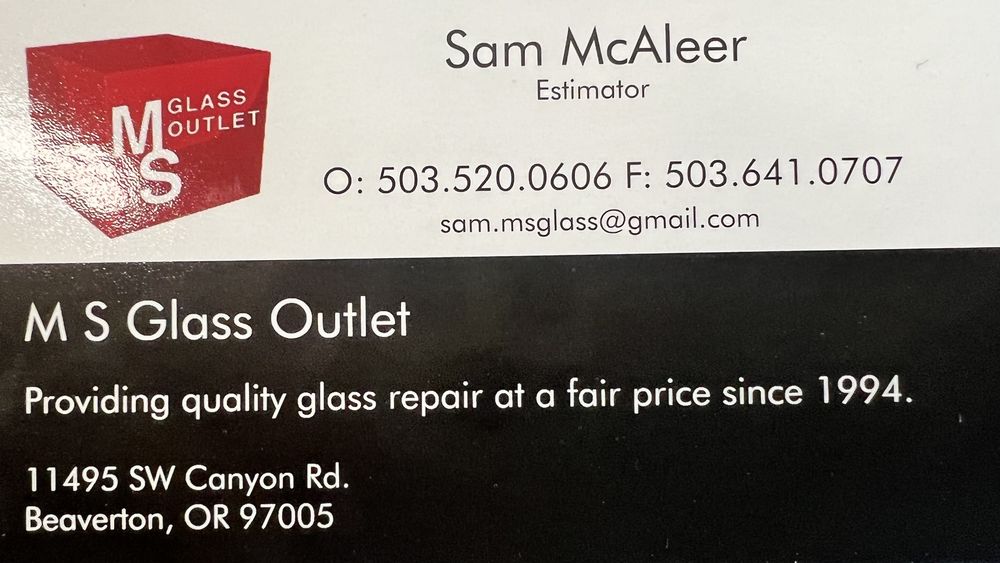 M GLASS
OUTLET
S
Sam McAleer
Estimator
O: 503.520.0606 F: 503.641.0707
sam.msglass@gmail.com
M S Glass Outlet
Providing quality glass repair at a fair price since 1994.
11495 SW Canyon Rd.
Beaverton, OR 97005